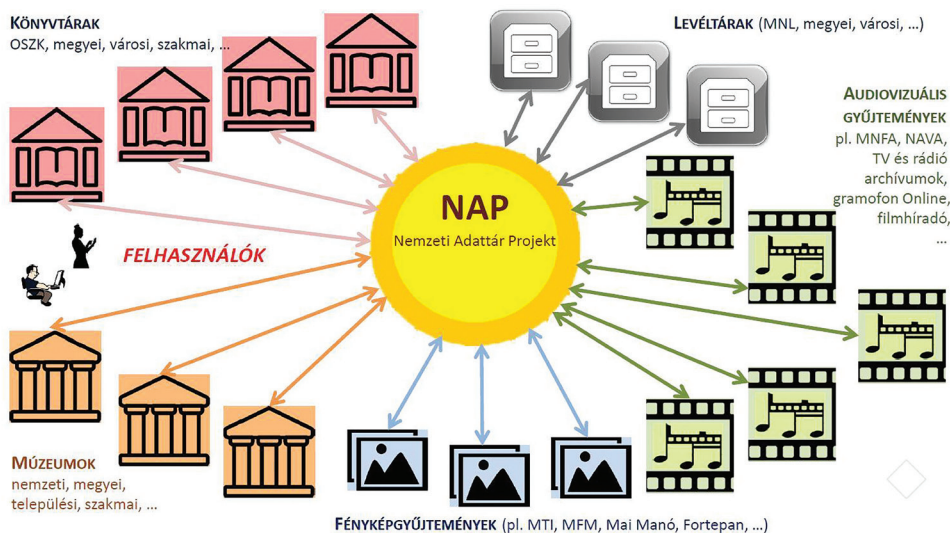 KÖNYVTÁRAK
OSZK, megyei, városi, szakmai, ...
LEVÉLTÁRAK (MNL, megyei, városi, ...)
AUDIOVIZUÁLIS
GYŰJTEMÉNYEK
pl. MNFA, NAVA,
TV és rádió
archívumok,
gramofon Online,
filmhíradó,
...
NAP
Nemzeti Adattár Projekt
FELHASZNÁLÓK
MÚZEUMOK
nemzeti, megyei,
települési, szakmai, ...
FÉNYKÉPGYŰJTEMÉNYEK (pl. MTI, MFM, Mai Manó, Fortepan, ...)